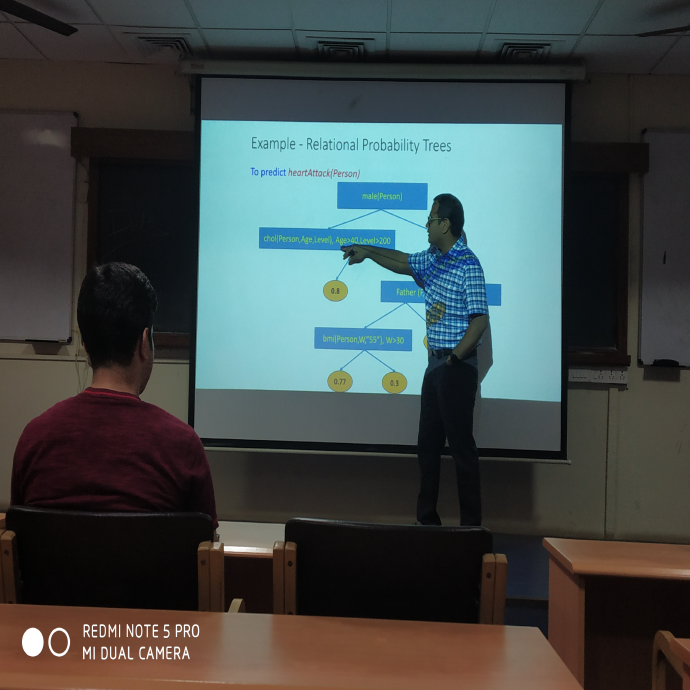 Example - Relational Probability Trees
To predict heartAttack(Person)
male(Person)
chol(Person,Age,Level), Age>40,Level>200
0.8
Father
bmi(Person,W,"55"), W>30
0.77
0.3
REDMI NOTE 5 PRO
MI DUAL CAMERA